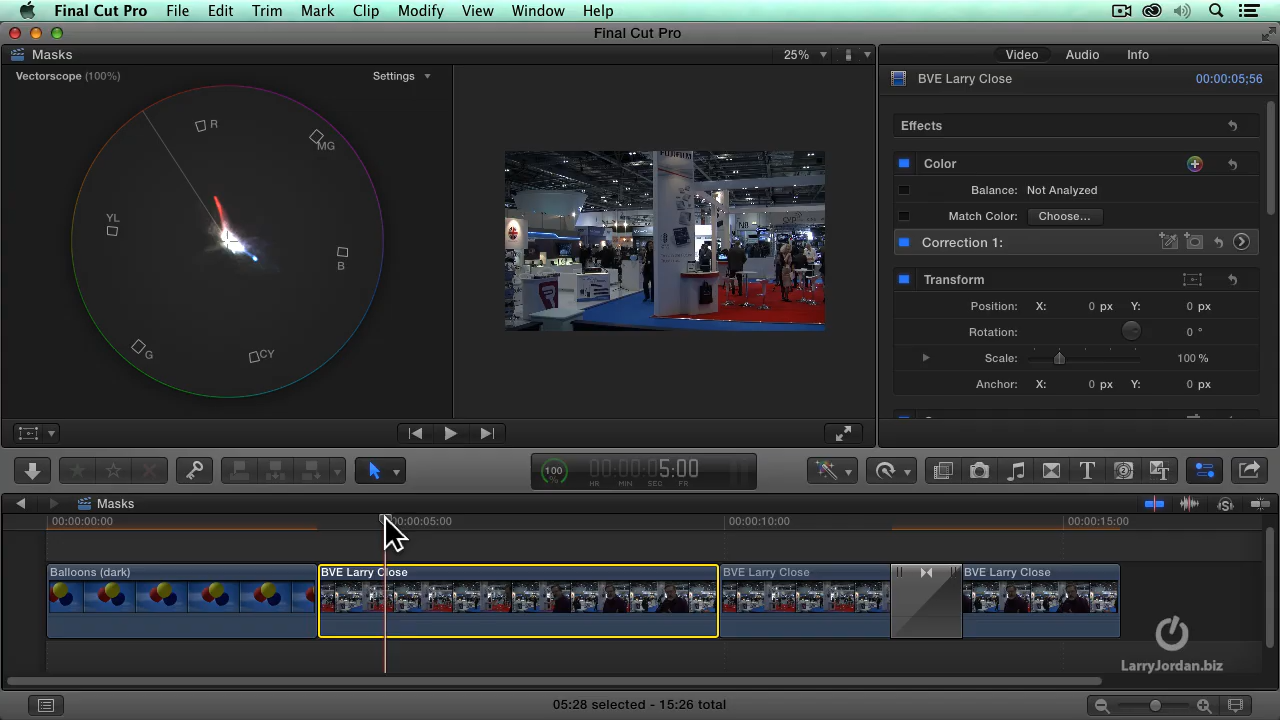 Final Cut Pro File Edit Trim Mark Clip Modify View Window Help
Final Cut Pro
Masks 25% Video Audio Info
Vectorscope (100%) Settings
BVE Larry Close 00:00:05;56
R
MG
YL
B
G
CY
Effects
Color
Balance: Not Analyzed
Match Color: Choose...
Correction 1:
Transform
Position: X: 0 px Y: 0 px
Rotation: 0 °
Scale: 100 %
Anchor: X: 0 px Y: 0 px
100 % 00:00:05:00
HR MIN SEC FR
Masks
00:00:00:00 00:00:05:00 00:00:10:00 00:00:15:00
Balloons (dark) BVE Larry Close BVE Larry Close BVE Larry Close
LarryJordan.biz
05:28 selected - 15:26 total